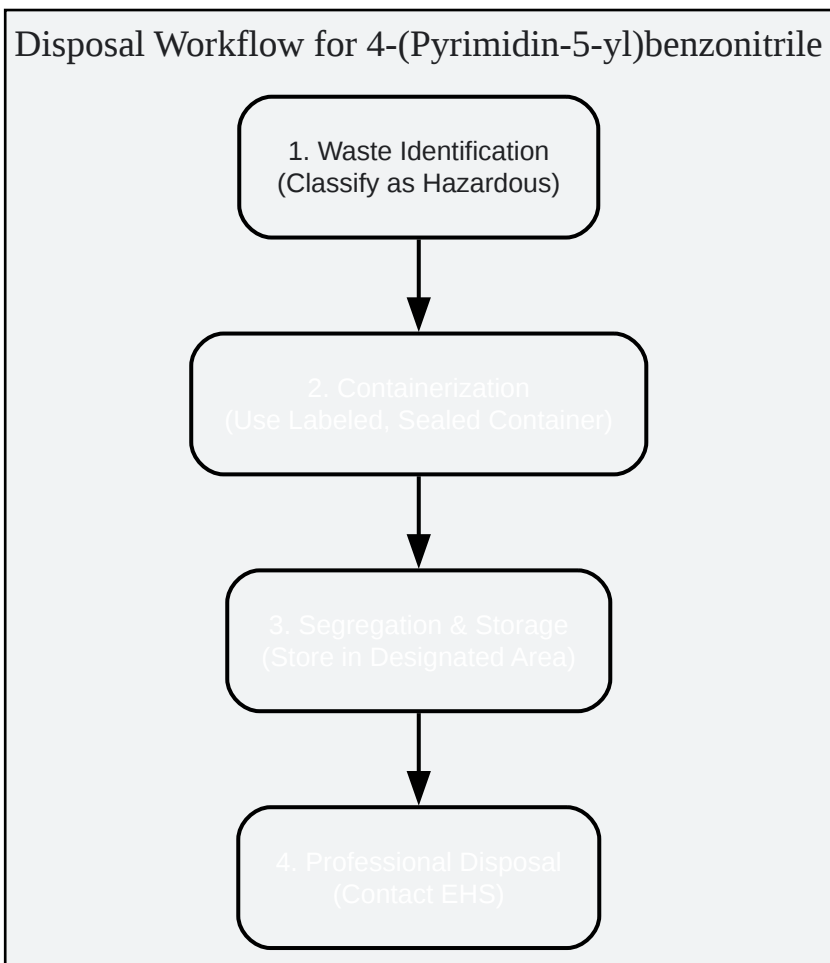 Disposal Workflow for 4-(Pyrimidin-5-yl)benzonitrile
1. Waste Identification
(Classify as Hazardous)
2. Containerization
(Use Labeled, Sealed Container)
3. Segregation & Storage
(Store in Designated Area)
4. Professional Disposal
(Contact EHS)